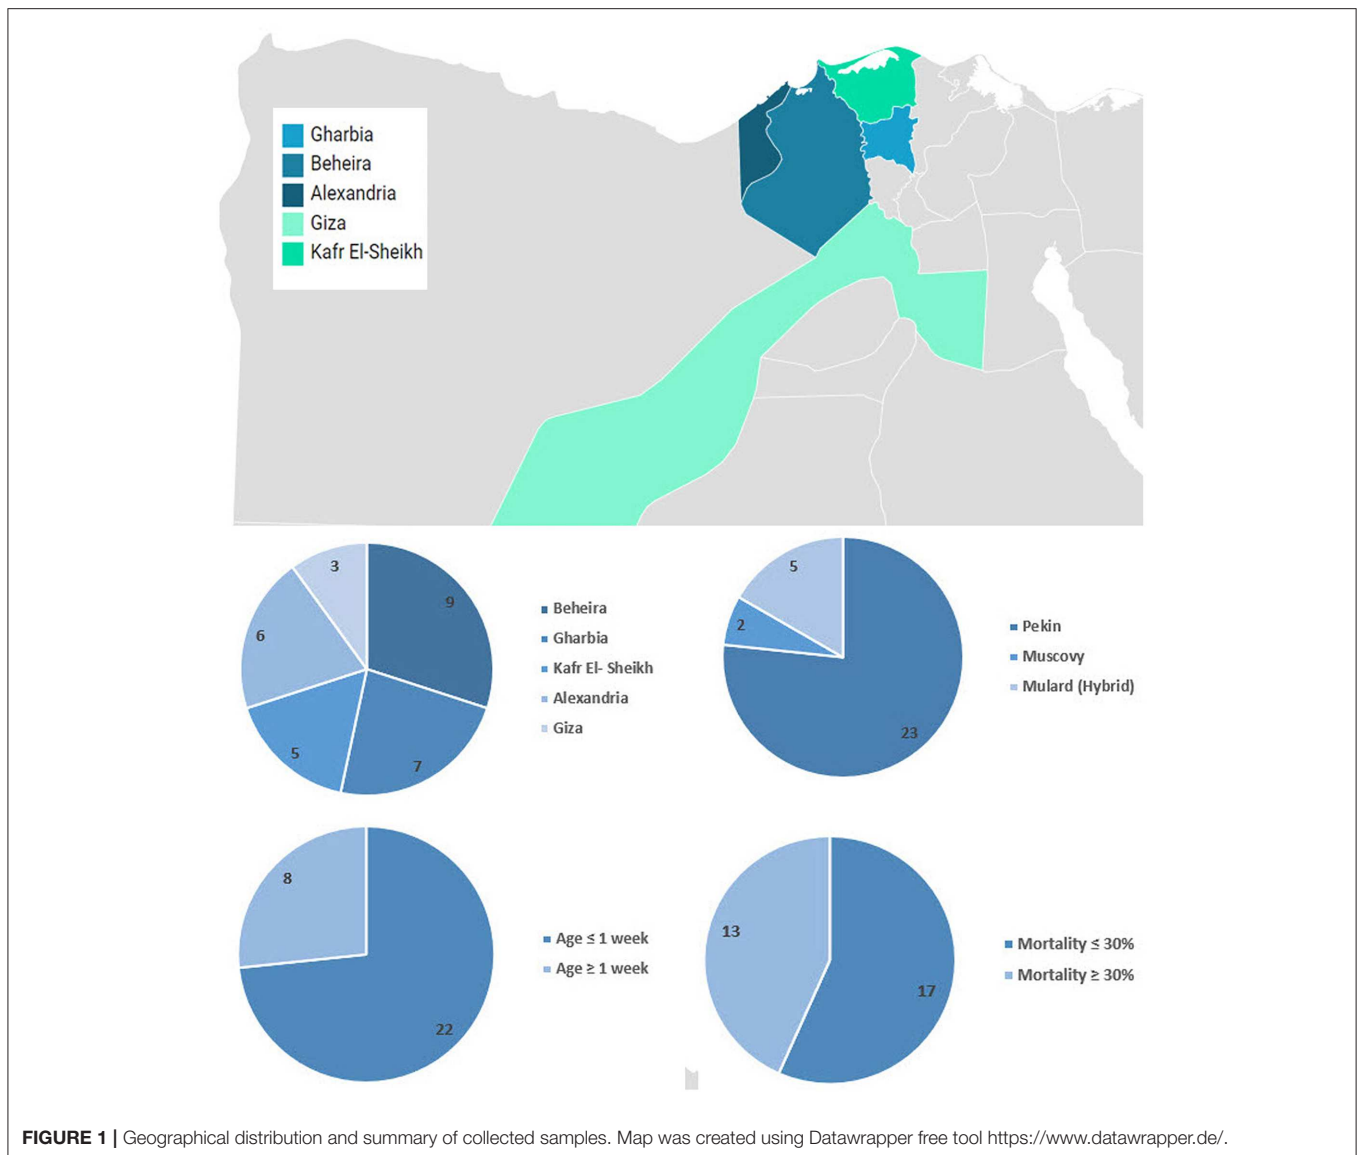 Gharbia
Beheira
Alexandria
Giza
Kafr El-Sheikh
3
9
6
5
7
Beheira
Gharbia
Kafr El- Sheikh
Alexandria
Giza
5
2
23
Pekin
Muscovy
Mulard (Hybrid)
8
22
Age ≤ 1 week
Age ≥ 1 week
13
17
Mortality ≤ 30%
Mortality ≥ 30%
FIGURE 1 | Geographical distribution and summary of collected samples. Map was created using Datawrapper free tool https://www.datawrapper.de/.